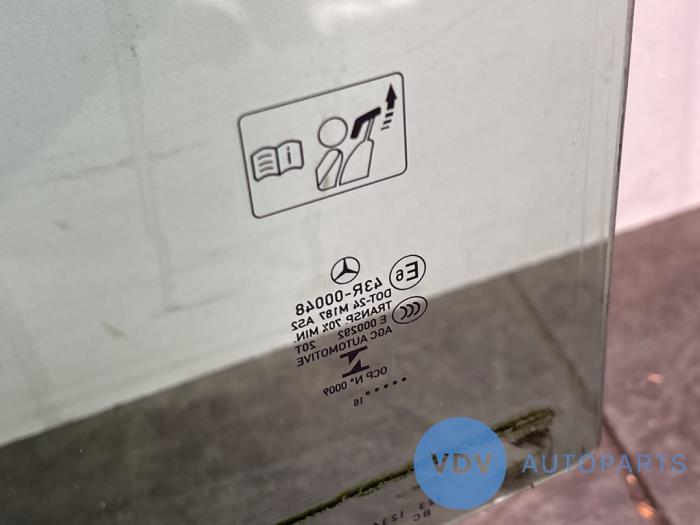 i
E6
43R-00048
DOT-24 M187 AS2
TRANSP. 70% MIN.
CCC
E 000292 20T
AGC AUTOMOTIVE
OCP N° 0009
..... 16
VDV AUTOPARTS